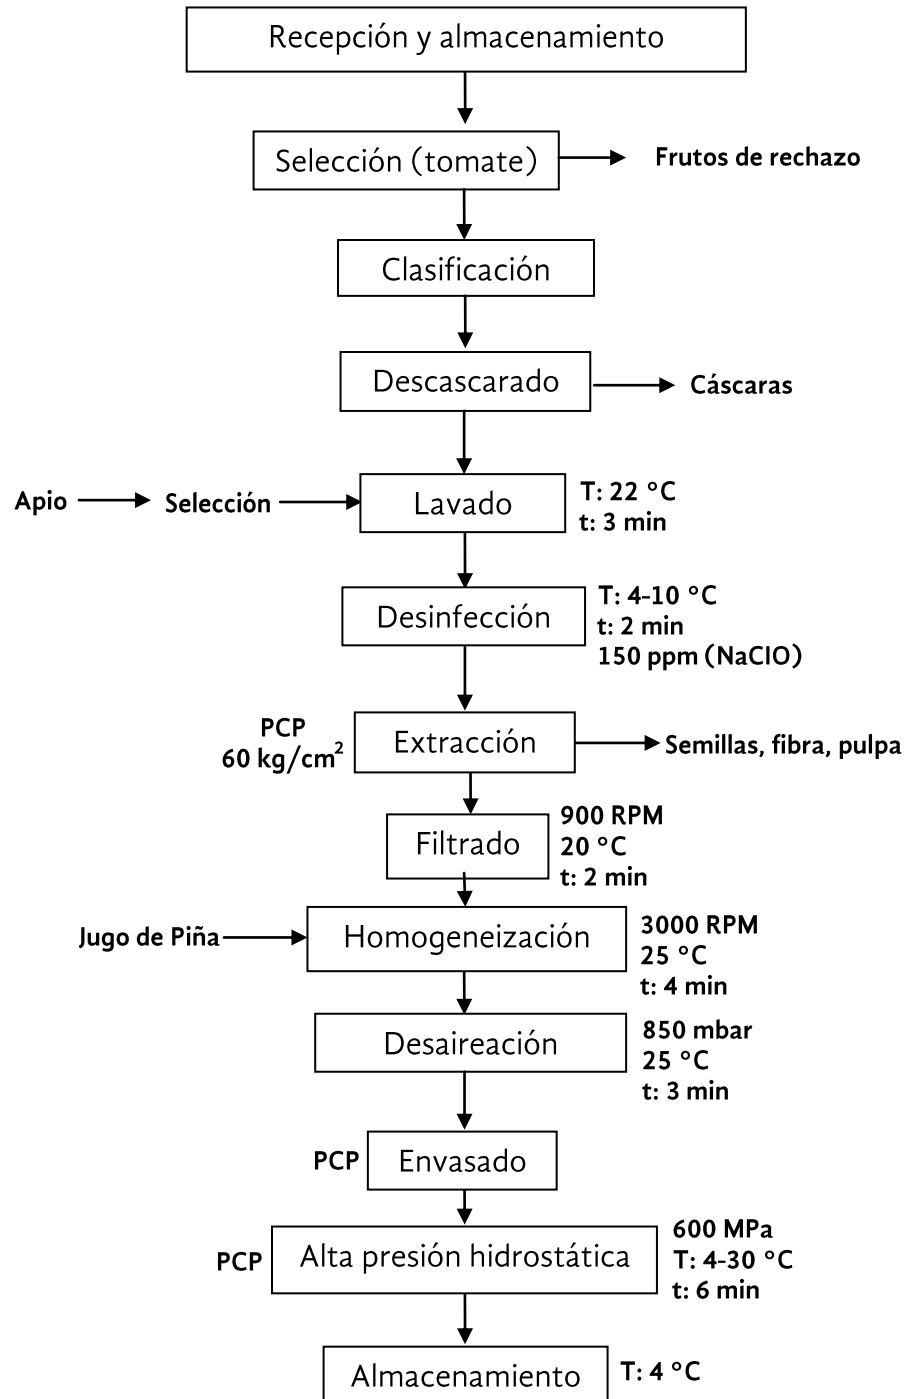 Recepción y almacenamiento
Selección (tomate)
Frutos de rechazo
Clasificación
Descascarado
Cáscaras
Apio
Selección
Lavado
T: 22 °C
t: 3 min
Desinfección
T: 4-10 °C
t: 2 min
150 ppm (NaClO)
PCP
60 kg/cm²
Extracción
Semillas, fibra, pulpa
Filtrado
900 RPM
20 °C
t: 2 min
Jugo de Piña
Homogeneización
3000 RPM
25 °C
t: 4 min
Desaireación
850 mbar
25 °C
t: 3 min
PCP
Envasado
PCP
Alta presión hidrostática
600 MPa
T: 4-30 °C
t: 6 min
Almacenamiento
T: 4 °C